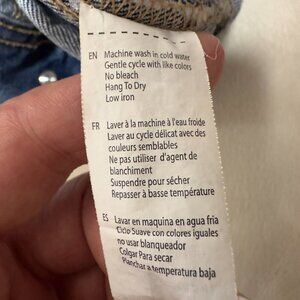 EN Machine wash in cold water
Gentle cycle with like colors
No bleach
Hang To Dry
Low iron
FR Laver à la machine à l'eau froide
Laver au cycle délicat avec des
couleurs semblables
Ne pas utiliser d'agent de
blanchiment
Suspendre pour sécher
Repasser à basse température
ES Lavar en maquina en agua fria
Ciclo Suave con colores iguales
no usar blanqueador
Colgar Para secar
Planchar a temperatura baja